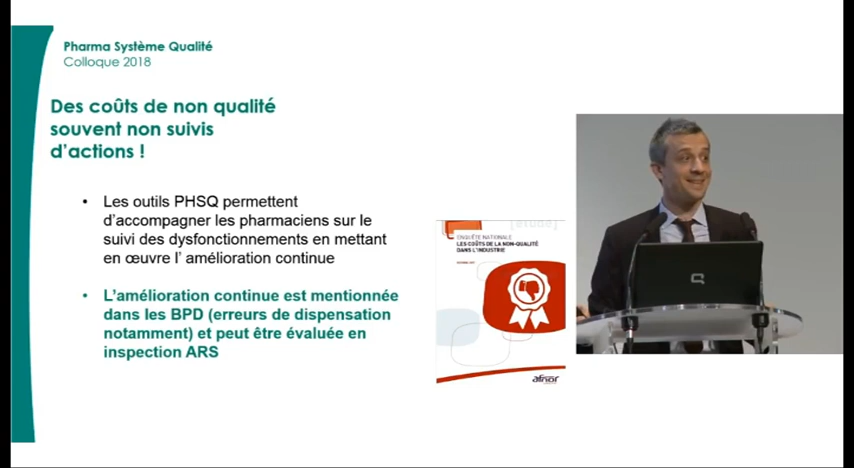 Pharma Système Qualité
Colloque 2018
Des coûts de non qualité
souvent non suivis
d'actions !
• Les outils PHSQ permettent
d'accompagner les pharmaciens sur le
suivi des dysfonctionnements en mettant
en œuvre l' amélioration continue
• L'amélioration continue est mentionnée
dans les BPD (erreurs de dispensation
notamment) et peut être évaluée en
inspection ARS
[étude]
ENQUÊTE NATIONALE
LES COÛTS DE LA NON-QUALITÉ
DANS L'INDUSTRIE
afnor